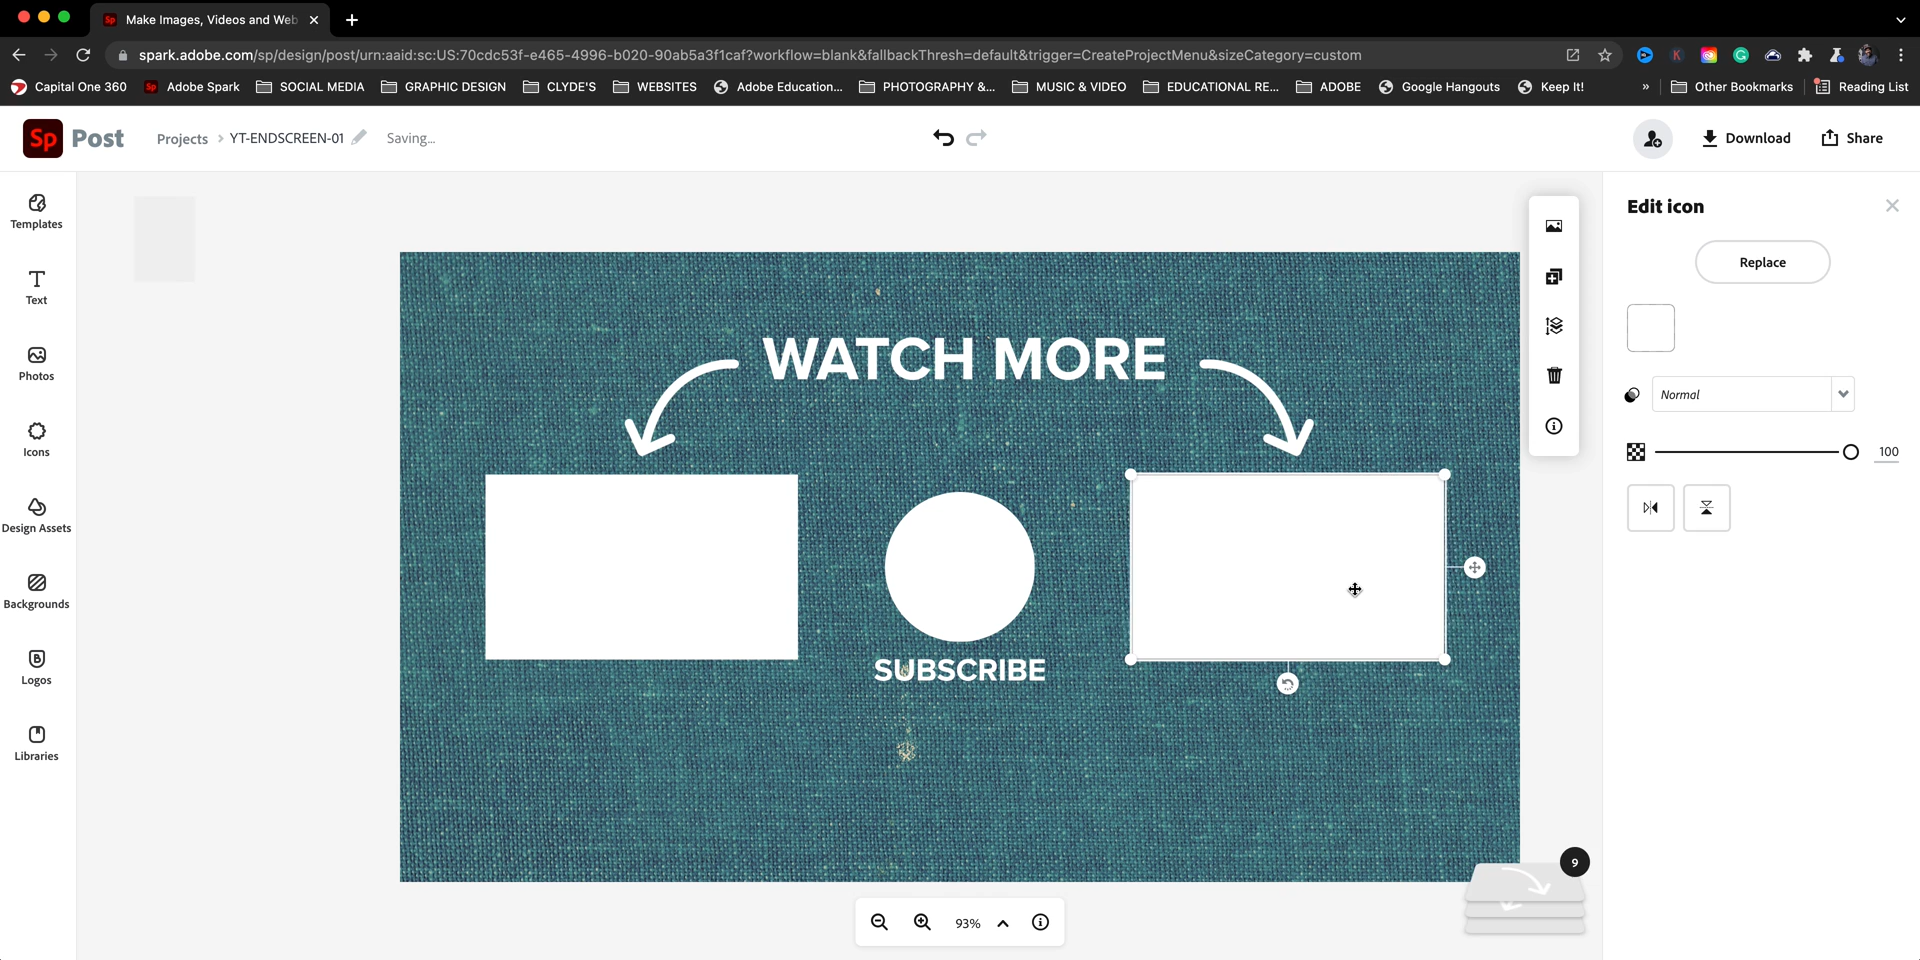 Make Images, Videos and Web
spark.adobe.com/sp/design/post/urn:aaid:sc:US:70cdc53f-e465-4996-b020-90ab5a3f1caf?workflow=blank&fallbackThresh=default&trigger=CreateProjectMenu&sizeCategory=custom
Capital One 360 Adobe Spark SOCIAL MEDIA GRAPHIC DESIGN CLYDE'S WEBSITES Adobe Education... PHOTOGRAPHY &... MUSIC & VIDEO EDUCATIONAL RE... ADOBE Google Hangouts Keep It! » Other Bookmarks Reading List
Sp Post Projects > YT-ENDSCREEN-01 Saving... Download Share
Templates
Text
Photos
Icons
Design Assets
Backgrounds
Logos
Libraries
WATCH MORE
SUBSCRIBE
9
93%
Edit icon
Replace
Normal
100